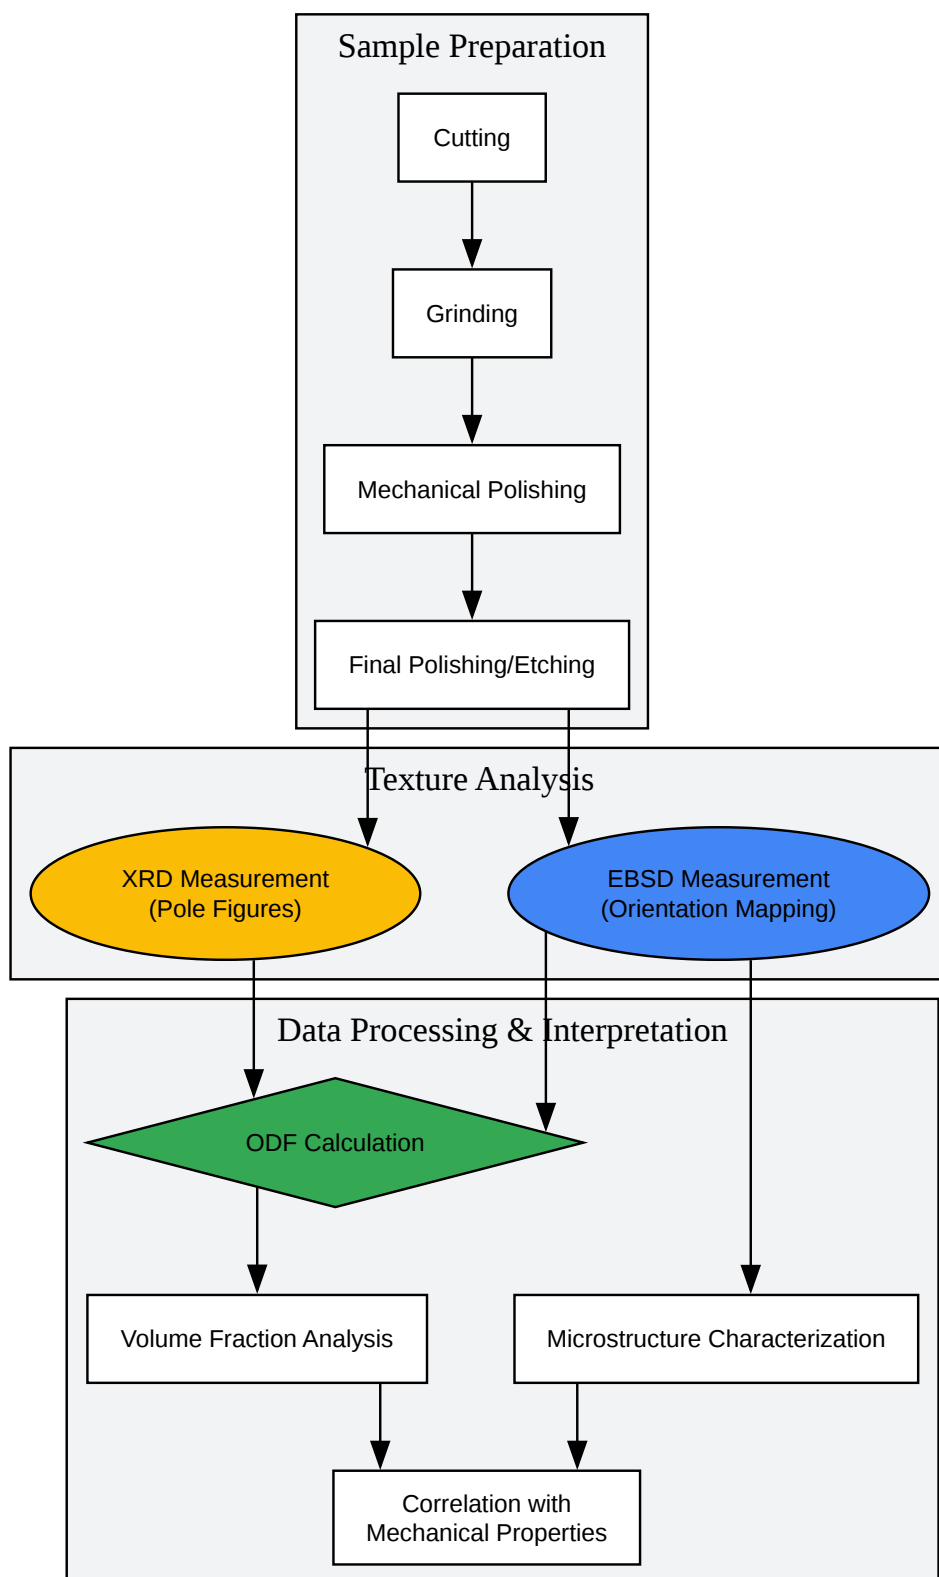 Sample Preparation
Cutting
Grinding
Mechanical Polishing
Final Polishing/Etching
Texture Analysis
XRD Measurement
(Pole Figures)
EBSD Measurement
(Orientation Mapping)
Data Processing & Interpretation
ODF Calculation
Volume Fraction Analysis
Microstructure Characterization
Correlation with
Mechanical Properties